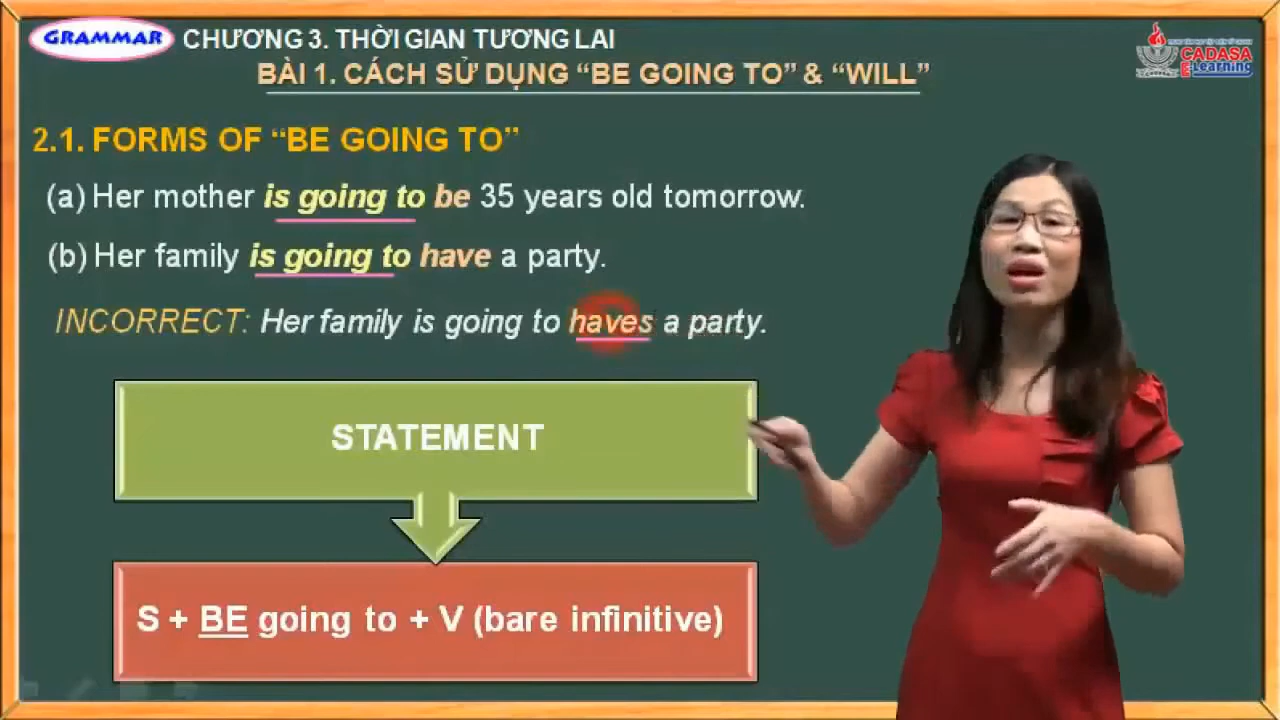 GRAMMAR CHƯƠNG 3. THỜI GIAN TƯƠNG LAI
BÀI 1. CÁCH SỬ DỤNG “BE GOING TO” & “WILL”
CADASA
E-Learning
2.1. FORMS OF “BE GOING TO”
(a) Her mother is going to be 35 years old tomorrow.
(b) Her family is going to have a party.
INCORRECT: Her family is going to haves a party.
STATEMENT
S + BE going to + V (bare infinitive)